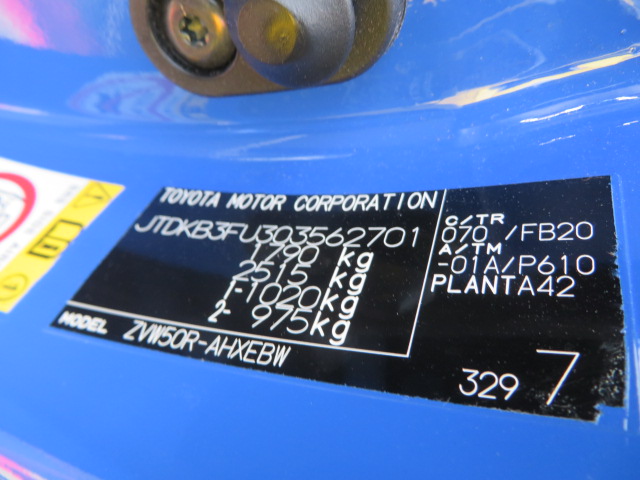 TOYOTA MOTOR CORPORATION
JTDKB3FU303562701
1790 kg
2515 kg
1-1020kg
2- 975kg
MODEL ZVW50R-AHXEBW
C/TR
070 /FB20
A/TM
-01A/P610
PLANTA42
329 7